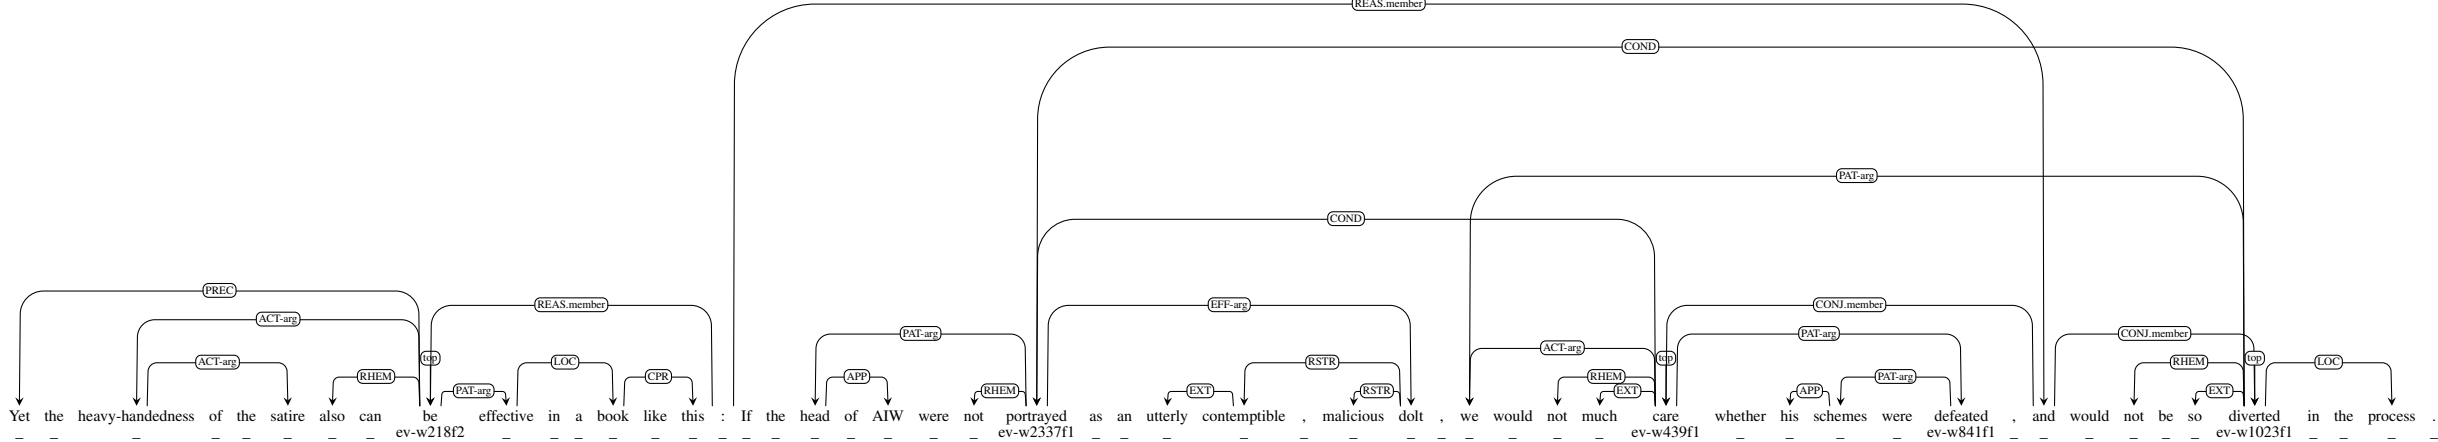 REAS.member
COND
PAT-arg
COND
PREC
REAS.member EFF-arg CONJ.member
ACT-arg
PAT-arg PAT-arg CONJ.member
ACT-arg
top top top
ACT-arg LOC RSTR RHEM LOC
RHEM CPR APP RHEM PAT-arg
PAT-arg RHEM EXT RSTR EXT APP EXT
Yet the heavy-handedness of the satire also can be effective in a book like this : If the head of AIW were not portrayed as an utterly contemptible , malicious dolt , we would not much care whether his schemes were defeated , and would not be so diverted in the process .
_ _ _ _ _ _ _ _ ev-w218f2 _ _ _ _ _ _ _ _ _ _ _ _ _ _ ev-w2337f1 _ _ _ _ _ _ _ _ _ _ _ _ ev-w439f1 _ _ _ _ ev-w841f1 _ _ _ _ _ _ ev-w1023f1 _ _ _ _